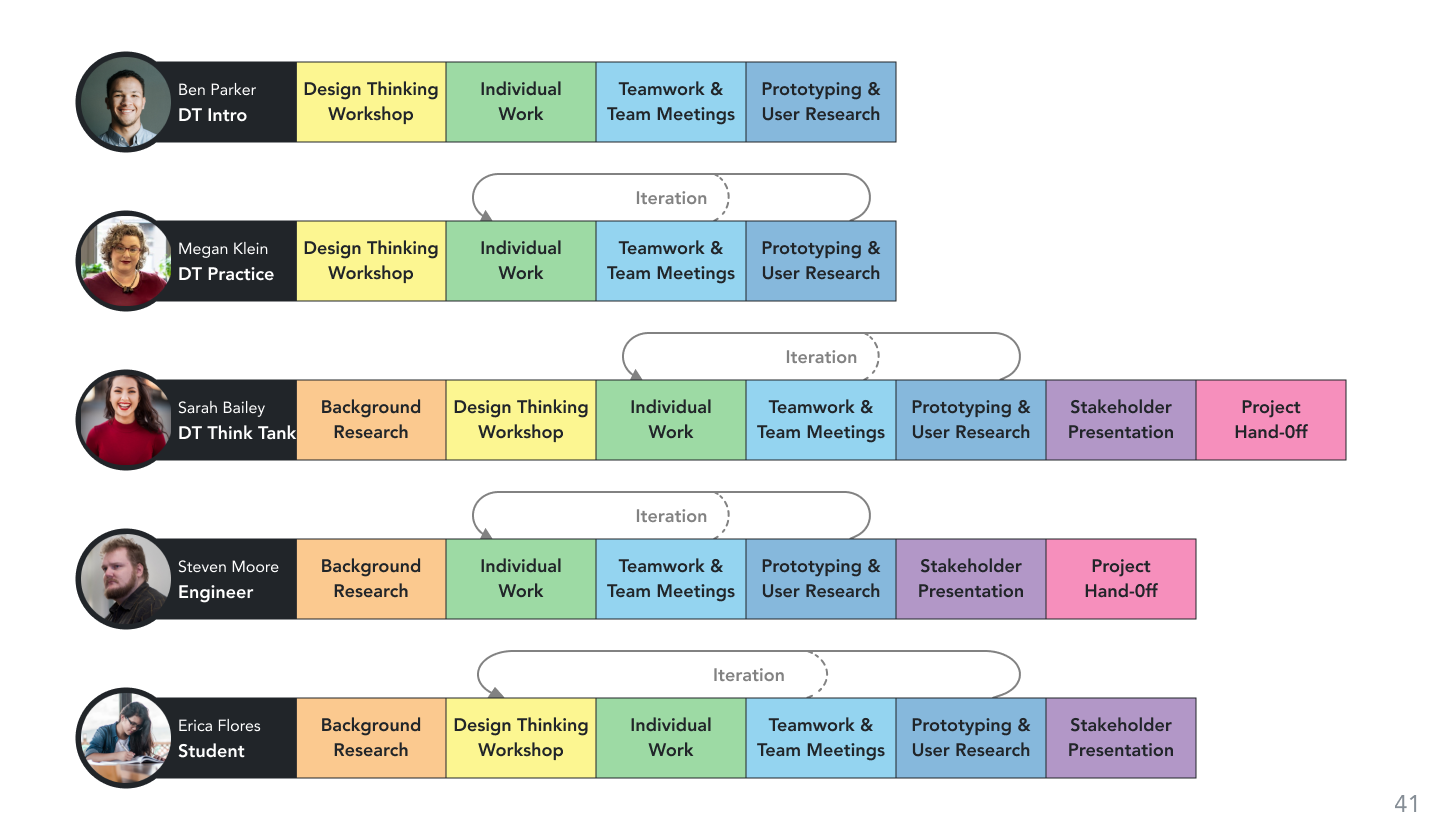 Ben Parker
DT Intro
Design Thinking
Workshop
Individual
Work
Teamwork &
Team Meetings
Prototyping &
User Research
Iteration
Megan Klein
DT Practice
Design Thinking
Workshop
Individual
Work
Teamwork &
Team Meetings
Prototyping &
User Research
Iteration
Sarah Bailey
DT Think Tank
Background
Research
Design Thinking
Workshop
Individual
Work
Teamwork &
Team Meetings
Prototyping &
User Research
Stakeholder
Presentation
Project
Hand-Off
Iteration
Steven Moore
Engineer
Background
Research
Individual
Work
Teamwork &
Team Meetings
Prototyping &
User Research
Stakeholder
Presentation
Project
Hand-Off
Iteration
Erica Flores
Student
Background
Research
Design Thinking
Workshop
Individual
Work
Teamwork &
Team Meetings
Prototyping &
User Research
Stakeholder
Presentation
41